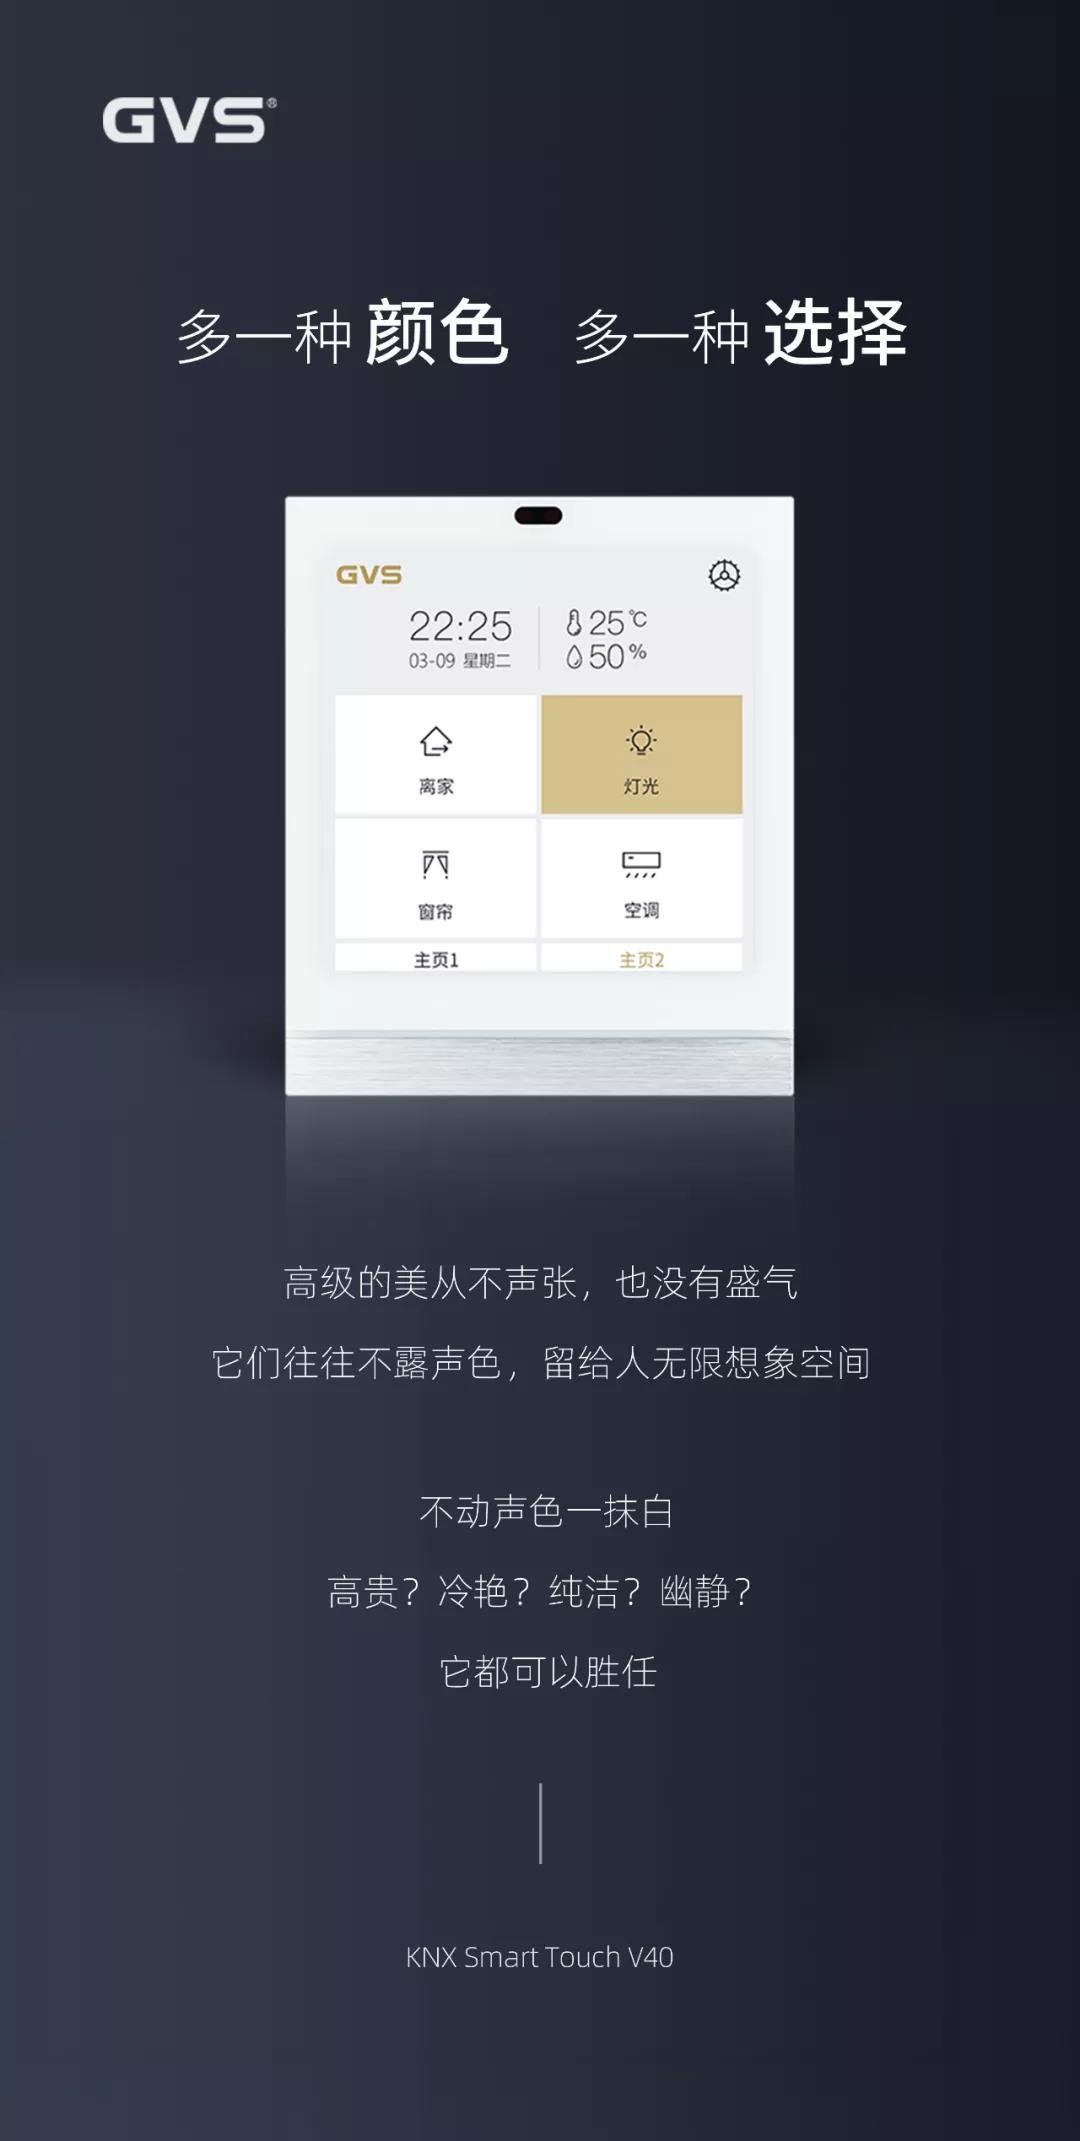 GVS®
多一种颜色 多一种选择
GVS
22:25
03-09 星期二
25℃
50%
离家
灯光
窗帘
空调
主页1
主页2
高级的美从不声张，也没有盛气
它们往往不露声色，留给人无限想象空间
不动声色一抹白
高贵？冷艳？纯洁？幽静？
它都可以胜任
KNX Smart Touch V40